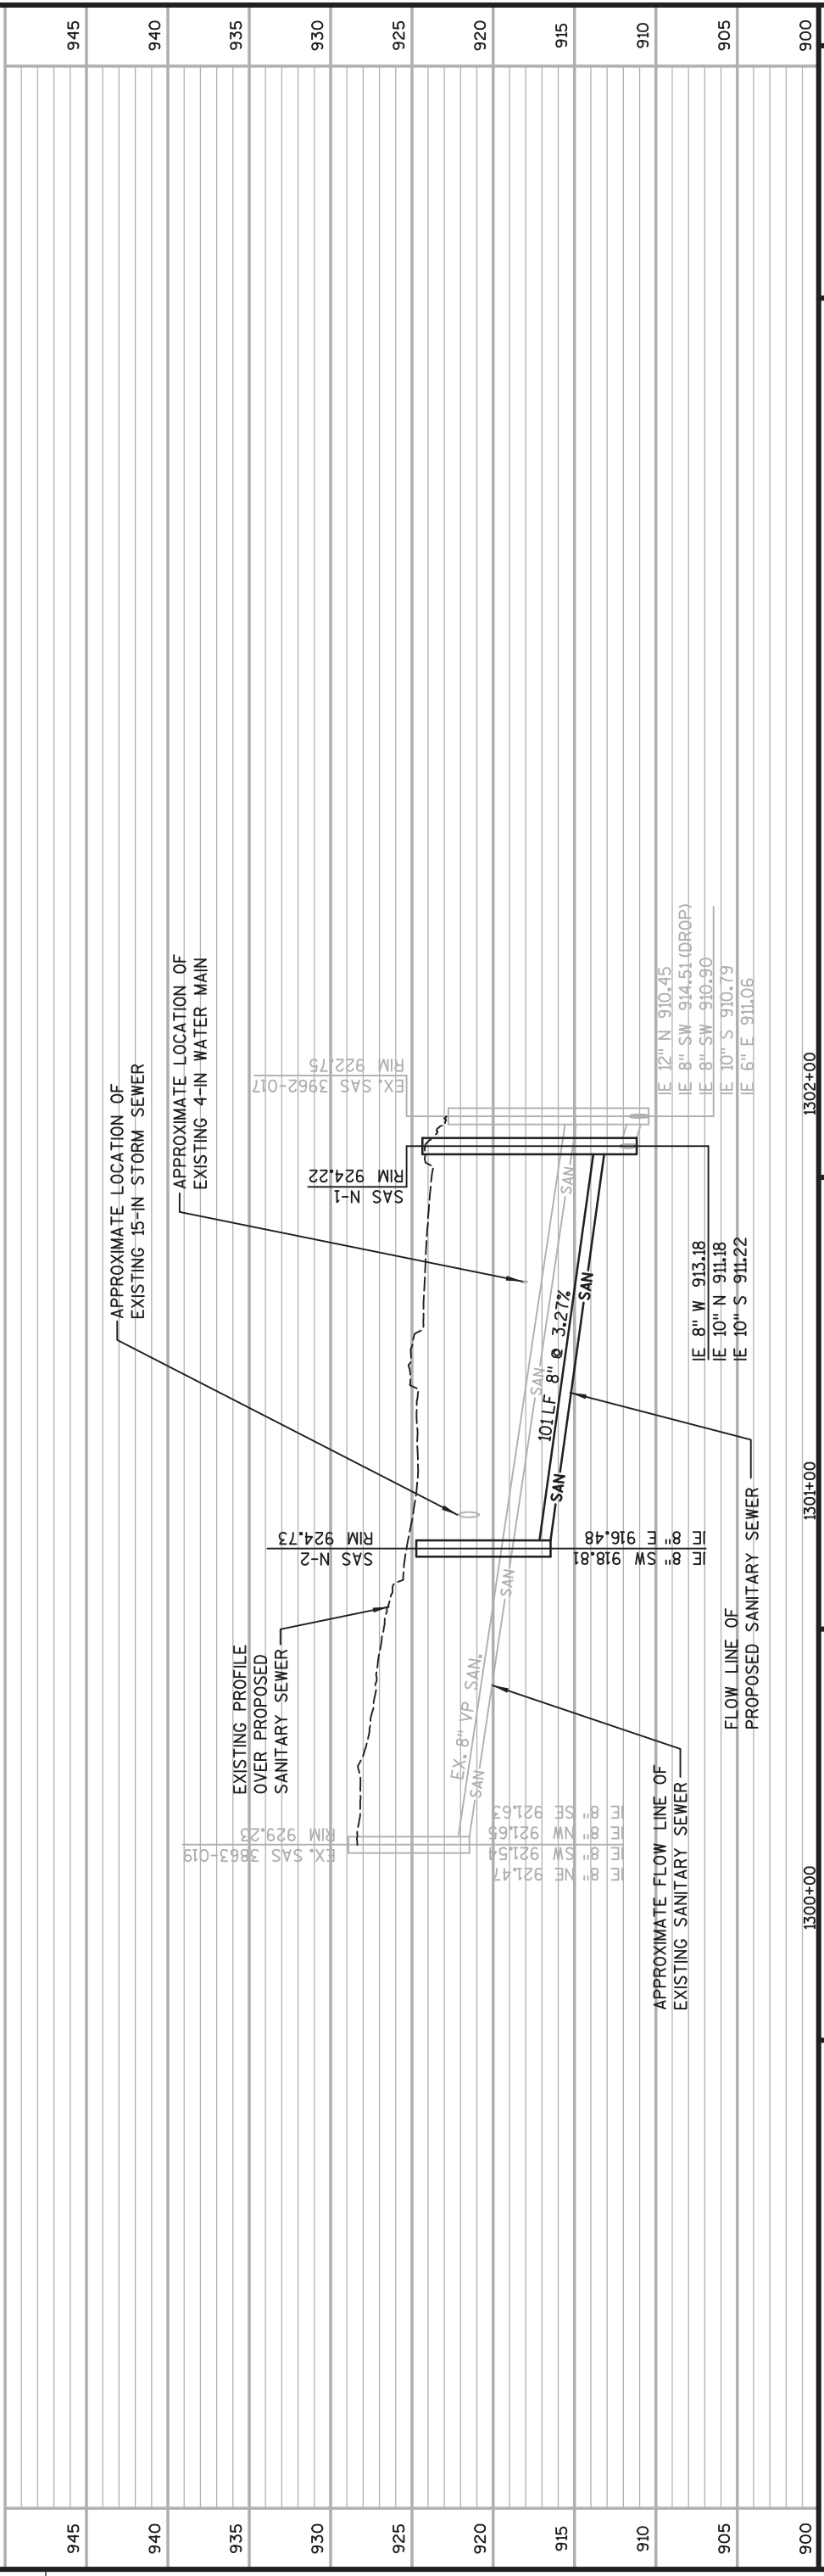 945
940
935
930
925
920
915
910
905
900
APPROXIMATE LOCATION OF
EXISTING 15-IN STORM SEWER
APPROXIMATE LOCATION OF
EXISTING 4-IN WATER MAIN
EXISTING PROFILE
OVER PROPOSED
SANITARY SEWER
EX. SAS 3863-019
RIM 929.23
SAS N-2
RIM 924.73
SAS N-1
RIM 924.22
EX. SAS 3962-017
RIM 922.75
EX. 8" VP SAN.
SAN
SAN
SAN
SAN
101 LF 8" @ 3.27%
SAN
SAN
IE 8" NE 921.47
IE 8" SW 921.54
IE 8" NW 921.65
IE 8" SE 921.63
IE 8" SW 918.81
IE 8" E 916.48
IE 8" W 913.18
IE 10" N 911.18
IE 10" S 911.22
IE 12" N 910.45
IE 8" SW 914.51 (DROP)
IE 8" SW 910.90
IE 10" S 910.79
IE 6" E 911.06
APPROXIMATE FLOW LINE OF
EXISTING SANITARY SEWER
FLOW LINE OF
PROPOSED SANITARY SEWER
1300+00
1301+00
1302+00
945
940
935
930
925
920
915
910
905
900